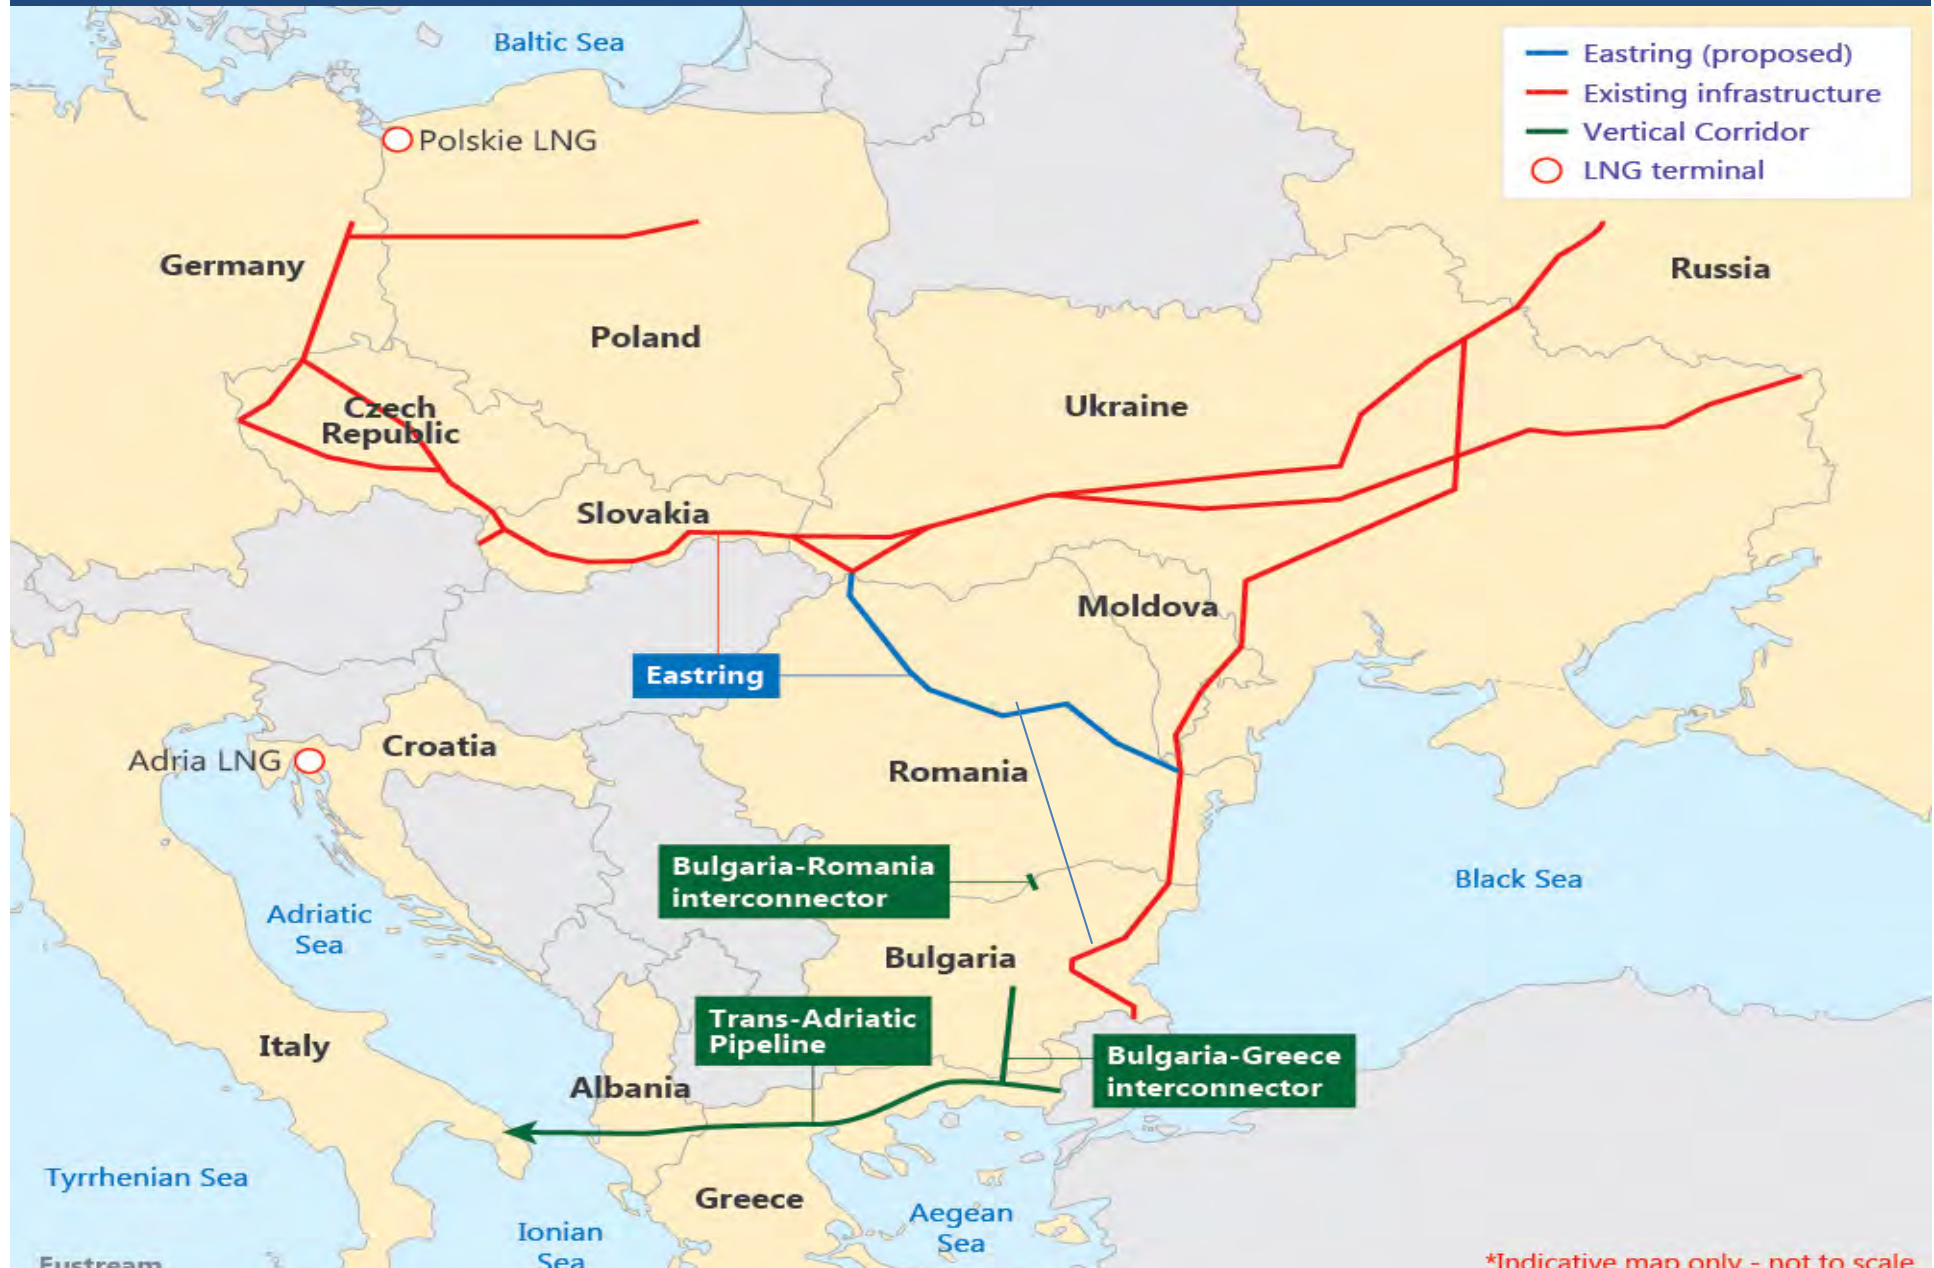 Baltic Sea
Eastring (proposed)
Existing infrastructure
Vertical Corridor
LNG terminal
Polskie LNG
Germany
Russia
Poland
Czech
Republic
Ukraine
Slovakia
Moldova
Eastring
Croatia
Adria LNG
Romania
Bulgaria-Romania
interconnector
Black Sea
Adriatic
Sea
Bulgaria
Trans-Adriatic
Pipeline
Italy
Bulgaria-Greece
interconnector
Albania
Tyrrhenian Sea
Greece
Ionian
Sea
Aegean
Sea
Eustream
*Indicative map only - not to scale